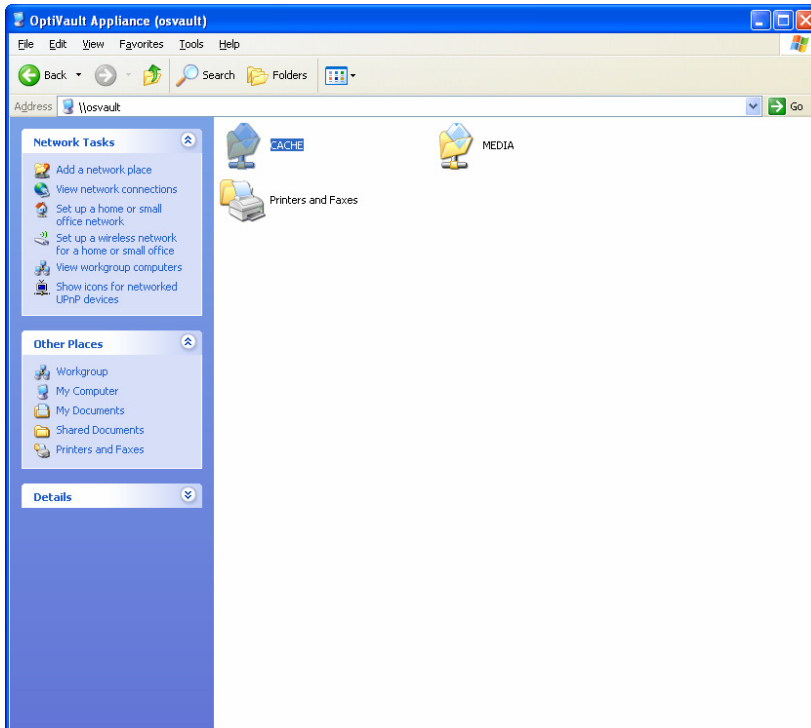 OptiVault Appliance (osvault)
File Edit View Favorites Tools Help
Back Search Folders
Address \\osvault Go
Network Tasks
Add a network place
View network connections
Set up a home or small
office network
Set up a wireless network
for a home or small office
View workgroup computers
Show icons for networked
UPnP devices
Other Places
Workgroup
My Computer
My Documents
Shared Documents
Printers and Faxes
Details
CACHE MEDIA
Printers and Faxes